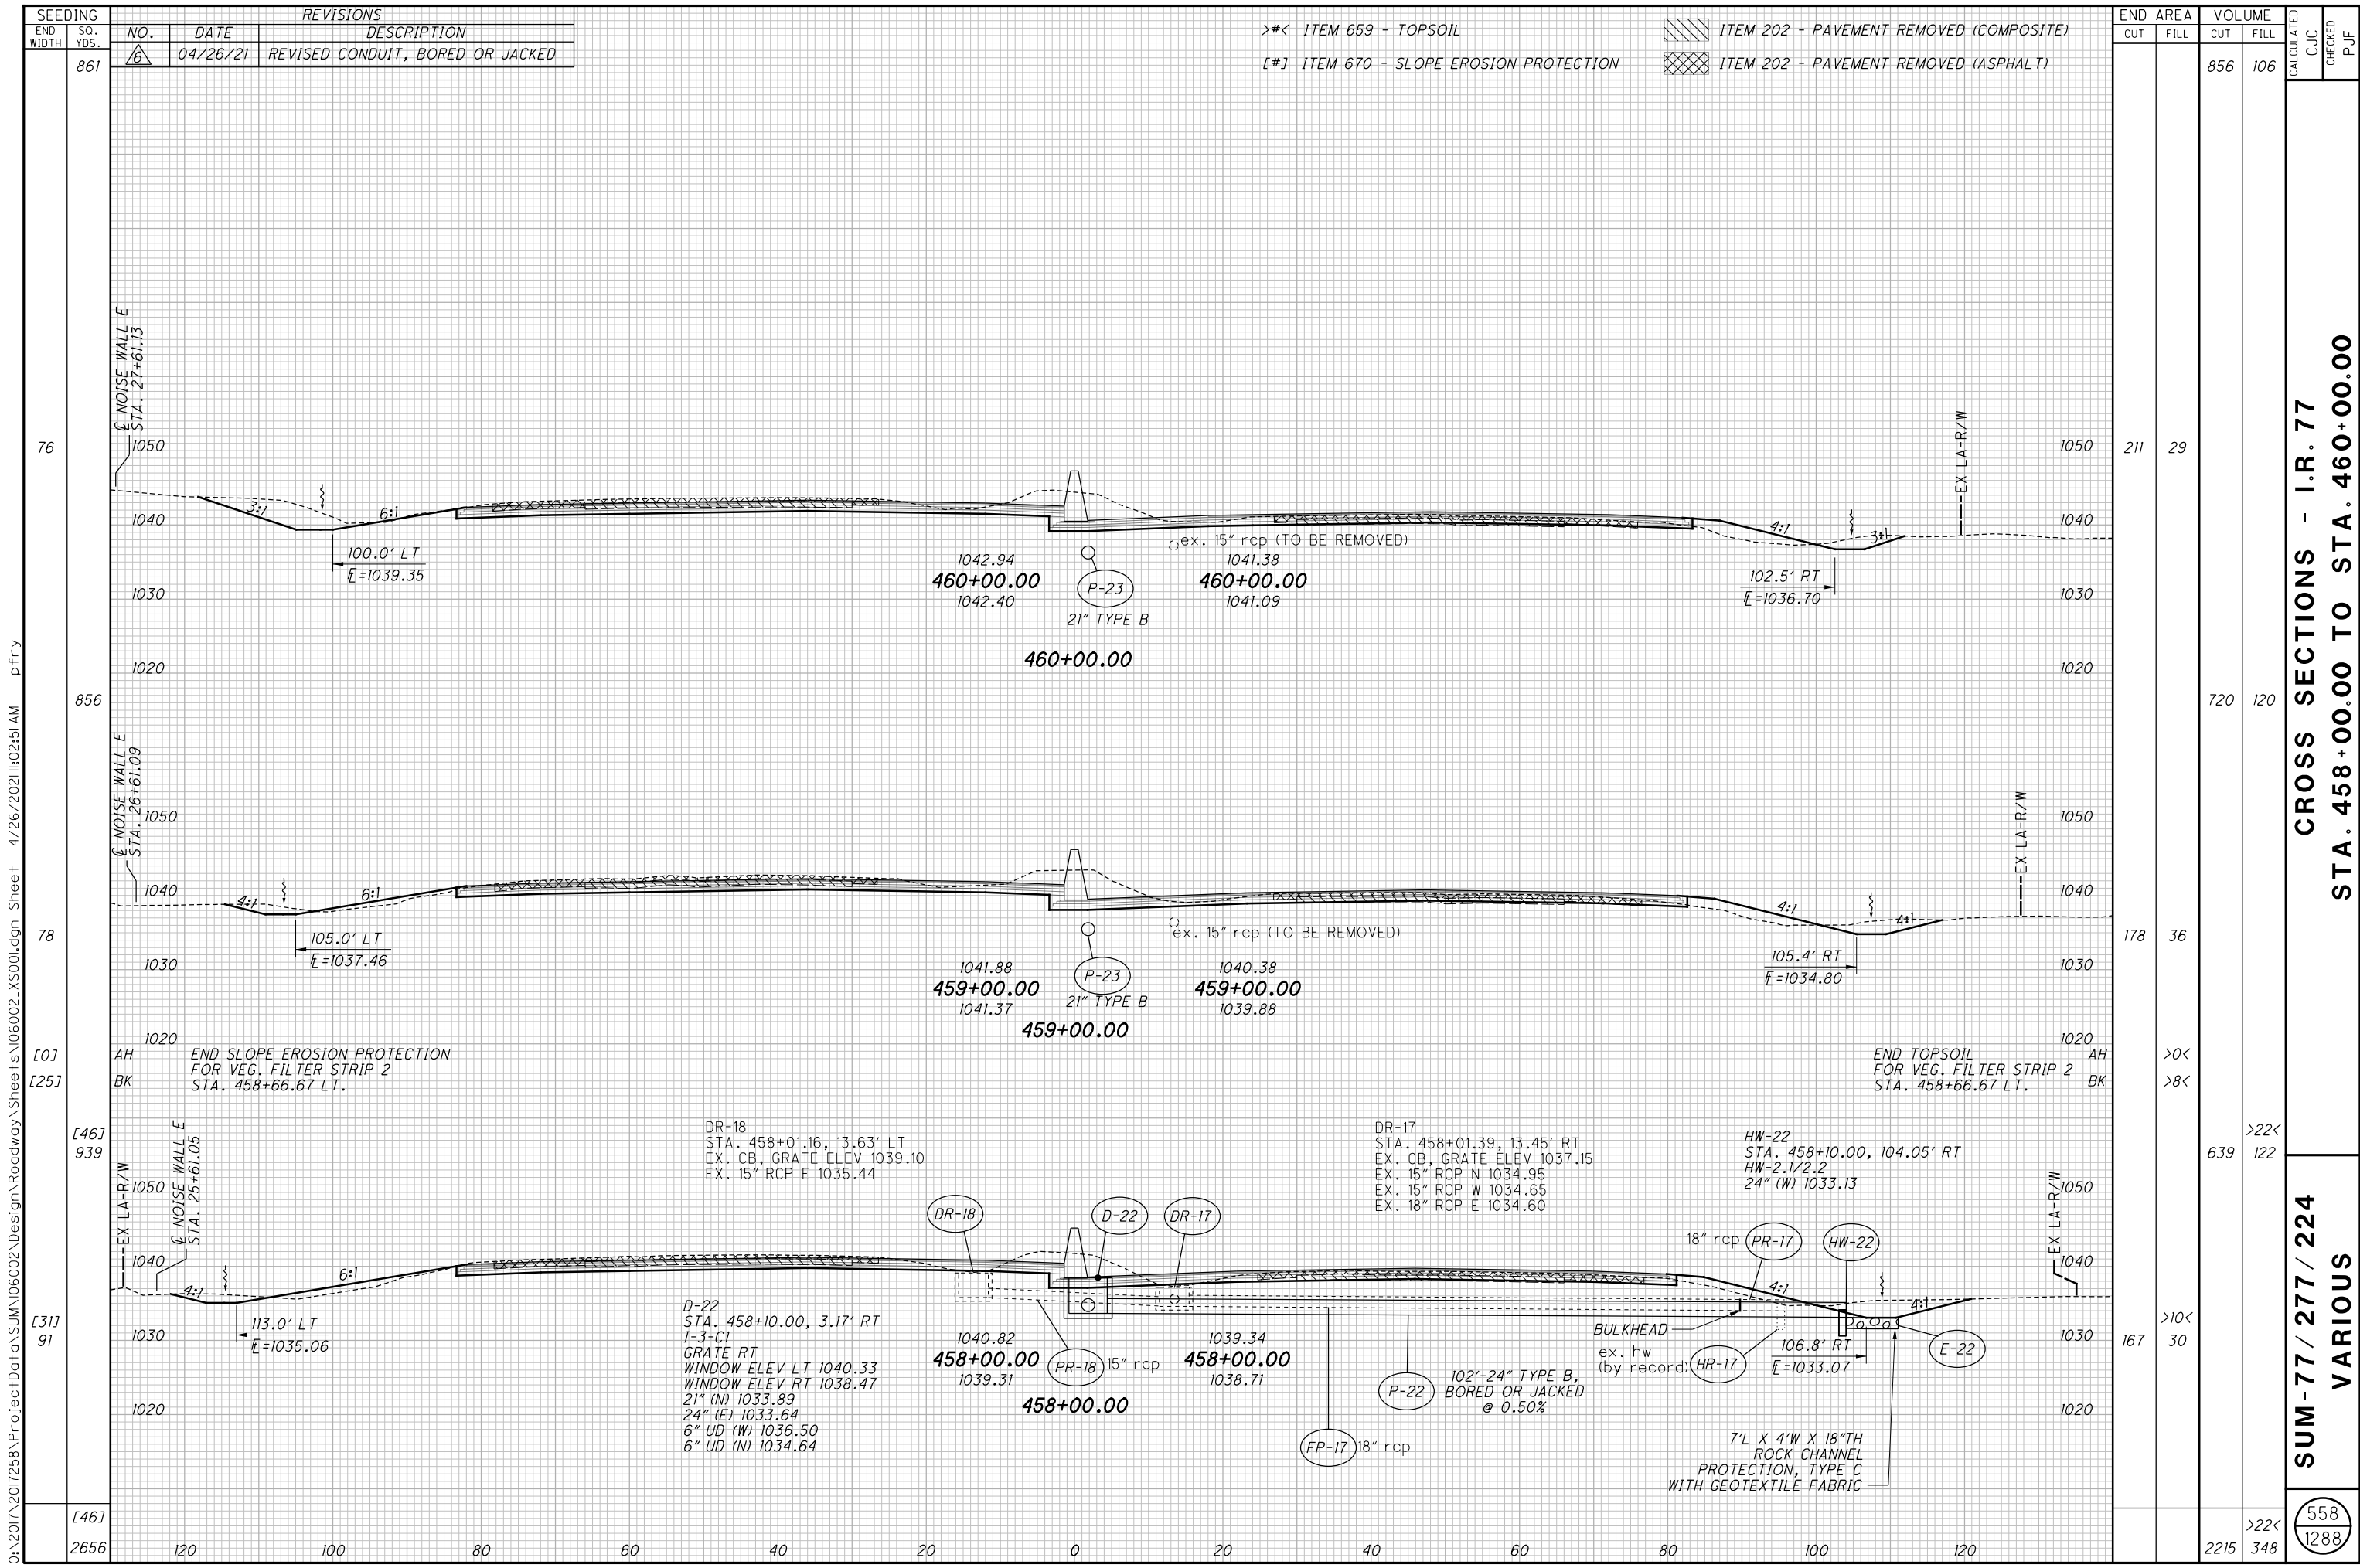 SEEDING
END WIDTH
SQ. YDS.
REVISIONS
NO. DATE DESCRIPTION
6 04/26/21 REVISED CONDUIT, BORED OR JACKED
>#< ITEM 659 - TOPSOIL
[#] ITEM 670 - SLOPE EROSION PROTECTION
ITEM 202 - PAVEMENT REMOVED (COMPOSITE)
ITEM 202 - PAVEMENT REMOVED (ASPHALT)
END AREA VOLUME
CUT FILL CUT FILL
CALCULATED
CJC
CHECKED
PJF
861
856 106
℄ NOISE WALL E
STA. 27+61.13
EX LA-R/W
76
1050
1050
211 29
1040
3:1
6:1
4:1
3:1
1040
ex. 15" rcp (TO BE REMOVED)
100.0' LT
℄=1039.35
1042.94
460+00.00
1042.40
P-23
21" TYPE B
1041.38
460+00.00
1041.09
102.5' RT
℄=1036.70
1030
1030
460+00.00
1020
1020
856
720 120
℄ NOISE WALL E
STA. 26+61.09
EX LA-R/W
1050
1050
1040
4:1
6:1
4:1
4:1
1040
ex. 15" rcp (TO BE REMOVED)
78
178 36
105.0' LT
℄=1037.46
1041.88
459+00.00
1041.37
P-23
21" TYPE B
1040.38
459+00.00
1039.88
105.4' RT
℄=1034.80
1030
1030
459+00.00
1020
1020
[0] AH
[25] BK
END SLOPE EROSION PROTECTION
FOR VEG. FILTER STRIP 2
STA. 458+66.67 LT.
END TOPSOIL AH >0<
FOR VEG. FILTER STRIP 2
STA. 458+66.67 LT. BK >8<
[46]
939
>22<
639 122
DR-18
STA. 458+01.16, 13.63' LT
EX. CB, GRATE ELEV 1039.10
EX. 15" RCP E 1035.44
DR-17
STA. 458+01.39, 13.45' RT
EX. CB, GRATE ELEV 1037.15
EX. 15" RCP N 1034.95
EX. 15" RCP W 1034.65
EX. 18" RCP E 1034.60
HW-22
STA. 458+10.00, 104.05' RT
HW-2.1/2.2
24" (W) 1033.13
EX LA-R/W
℄ NOISE WALL E
STA. 25+61.05
EX LA-R/W
1050
1050
DR-18
D-22
DR-17
18" rcp
PR-17
HW-22
1040
4:1
6:1
4:1
4:1
1040
113.0' LT
℄=1035.06
[31]
91
1030
1030
>10<
167 30
D-22
STA. 458+10.00, 3.17' RT
I-3-C1
GRATE RT
WINDOW ELEV LT 1040.33
WINDOW ELEV RT 1038.47
21" (N) 1033.89
24" (E) 1033.64
6" UD (W) 1036.50
6" UD (N) 1034.64
1040.82
458+00.00
1039.31
PR-18
15" rcp
1039.34
458+00.00
1038.71
P-22
102'-24" TYPE B,
BORED OR JACKED
@ 0.50%
BULKHEAD
ex. hw
(by record)
HR-17
106.8' RT
℄=1033.07
E-22
458+00.00
1020
1020
FP-17
18" rcp
7'L X 4'W X 18"TH
ROCK CHANNEL
PROTECTION, TYPE C
WITH GEOTEXTILE FABRIC
[46]
2656
>22<
2215 348
120 100 80 60 40 20 0 20 40 60 80 100 120
CROSS SECTIONS - I.R. 77
STA. 458+00.00 TO STA. 460+00.00
SUM-77/277/224
VARIOUS
558
1288
O:\2017\2017258\ProjectData\SUM\106002\Design\Roadway\Sheets\106002_XS001.dgn Sheet 4/26/2021 11:02:51 AM pfry